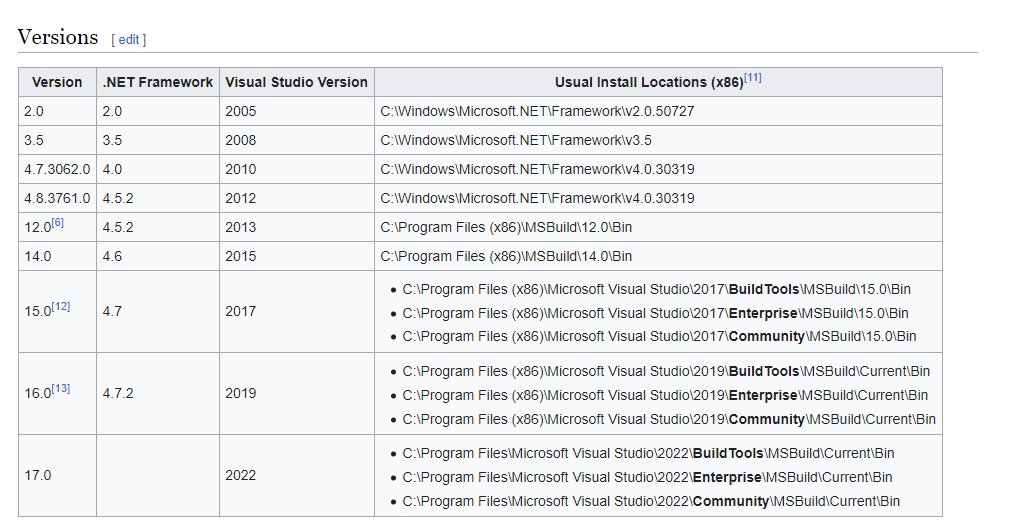 Versions [ edit ]
Version .NET Framework Visual Studio Version Usual Install Locations (x86)[11]
2.0 2.0 2005 C:\Windows\Microsoft.NET\Framework\v2.0.50727
3.5 3.5 2008 C:\Windows\Microsoft.NET\Framework\v3.5
4.7.3062.0 4.0 2010 C:\Windows\Microsoft.NET\Framework\v4.0.30319
4.8.3761.0 4.5.2 2012 C:\Windows\Microsoft.NET\Framework\v4.0.30319
12.0[6] 4.5.2 2013 C:\Program Files (x86)\MSBuild\12.0\Bin
14.0 4.6 2015 C:\Program Files (x86)\MSBuild\14.0\Bin
15.0[12] 4.7 2017
• C:\Program Files (x86)\Microsoft Visual Studio\2017\BuildTools\MSBuild\15.0\Bin
• C:\Program Files (x86)\Microsoft Visual Studio\2017\Enterprise\MSBuild\15.0\Bin
• C:\Program Files (x86)\Microsoft Visual Studio\2017\Community\MSBuild\15.0\Bin
16.0[13] 4.7.2 2019
• C:\Program Files (x86)\Microsoft Visual Studio\2019\BuildTools\MSBuild\Current\Bin
• C:\Program Files (x86)\Microsoft Visual Studio\2019\Enterprise\MSBuild\Current\Bin
• C:\Program Files (x86)\Microsoft Visual Studio\2019\Community\MSBuild\Current\Bin
17.0 2022
• C:\Program Files\Microsoft Visual Studio\2022\BuildTools\MSBuild\Current\Bin
• C:\Program Files\Microsoft Visual Studio\2022\Enterprise\MSBuild\Current\Bin
• C:\Program Files\Microsoft Visual Studio\2022\Community\MSBuild\Current\Bin